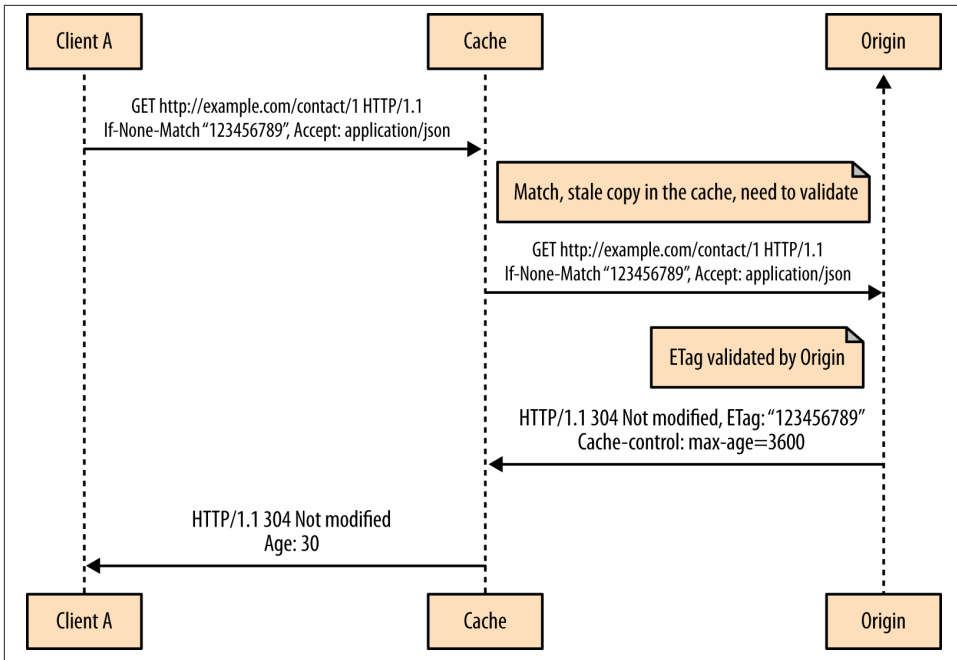 Client A
Cache
Origin
GET http://example.com/contact/1 HTTP/1.1
If-None-Match “123456789”, Accept: application/json
Match, stale copy in the cache, need to validate
GET http://example.com/contact/1 HTTP/1.1
If-None-Match “123456789”, Accept: application/json
ETag validated by Origin
HTTP/1.1 304 Not modified, ETag: “123456789”
Cache-control: max-age=3600
HTTP/1.1 304 Not modified
Age: 30
Client A
Cache
Origin